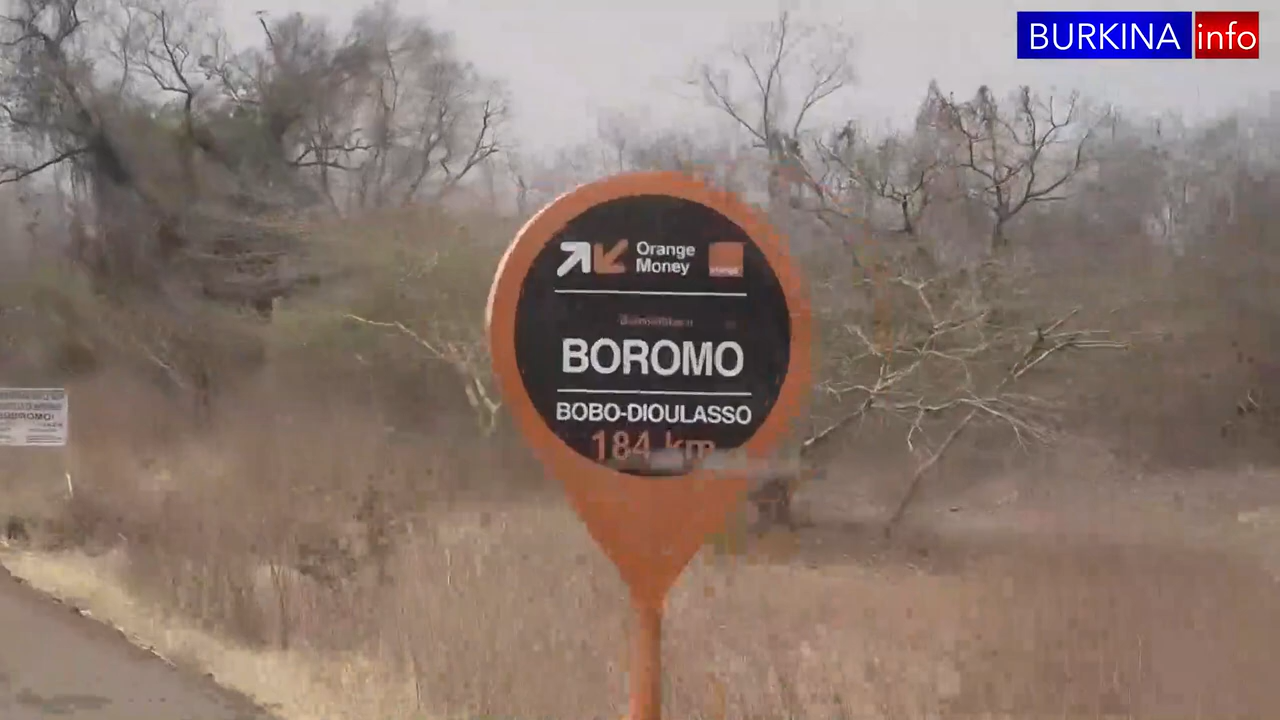 BURKINA info
Orange
Money
orange
BOROMO
BOBO-DIOULASSO
184 km